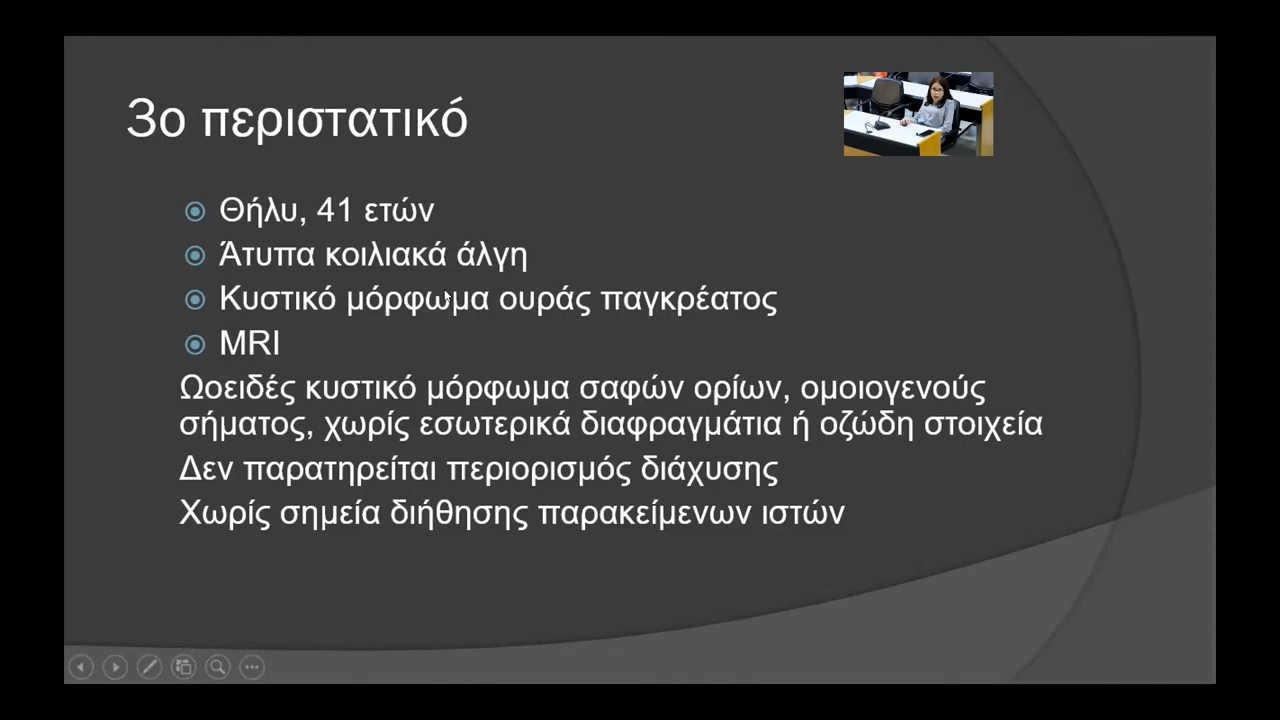 3ο περιστατικό
Θήλυ, 41 ετών
Άτυπα κοιλιακά άλγη
Κυστικό μόρφωμα ουράς παγκρέατος
MRI
Ωοειδές κυστικό μόρφωμα σαφών ορίων, ομοιογενούς
σήματος, χωρίς εσωτερικά διαφραγμάτια ή οζώδη στοιχεία
Δεν παρατηρείται περιορισμός διάχυσης
Χωρίς σημεία διήθησης παρακείμενων ιστών